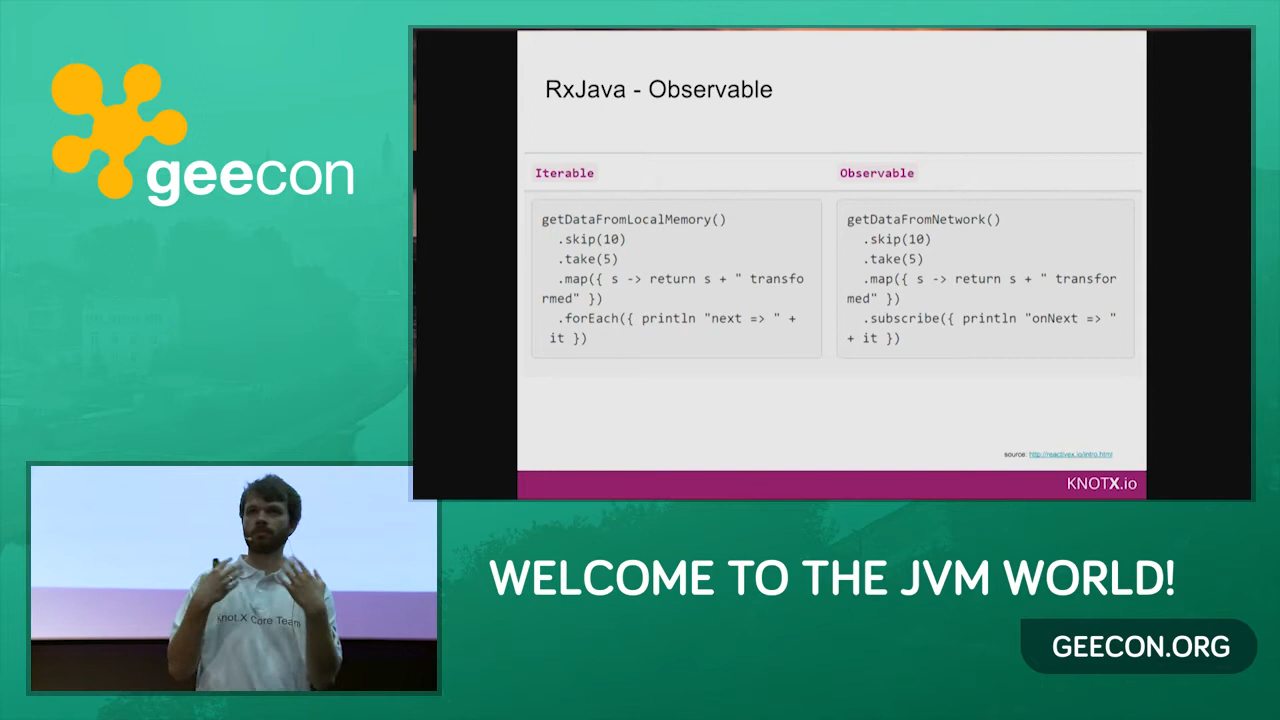 geecon
RxJava - Observable
Iterable
getDataFromLocalMemory()
.skip(10)
.take(5)
.map({ s -> return s + " transfo
rmed" })
.forEach({ println "next => " +
it })
Observable
getDataFromNetwork()
.skip(10)
.take(5)
.map({ s -> return s + " transfor
med" })
.subscribe({ println "onNext => "
+ it })
source: http://reactivex.io/intro.html
KNOTX.io
Knot.X Core Team
WELCOME TO THE JVM WORLD!
GEECON.ORG